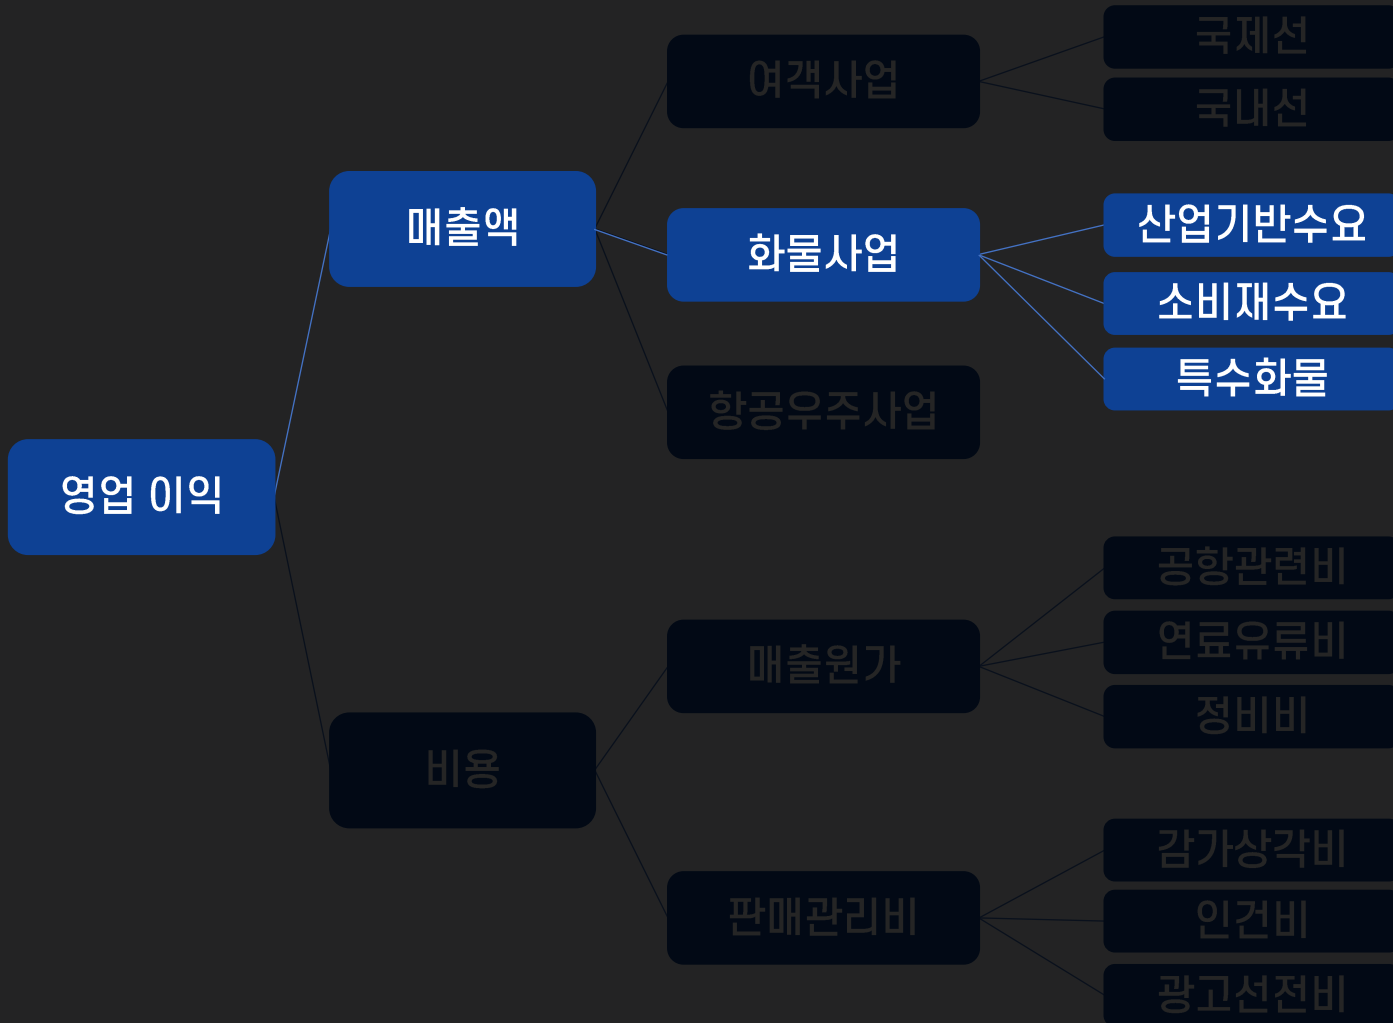 영업 이익
매출액
비용
여객사업
화물사업
항공우주사업
매출원가
판매관리비
국제선
국내선
산업기반수요
소비재수요
특수화물
공항관련비
연료유류비
정비비
감가상각비
인건비
광고선전비